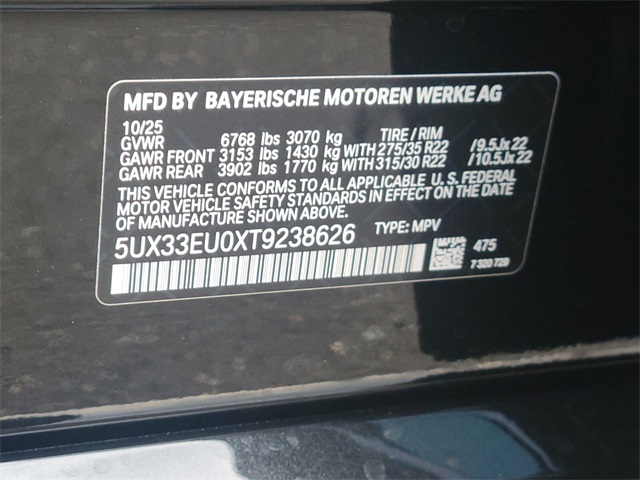 MFD BY BAYERISCHE MOTOREN WERKE AG
10/25
GVWR 6768 lbs 3070 kg TIRE / RIM
GAWR FRONT 3153 lbs 1430 kg WITH 275/35 R22 /9.5Jx22
GAWR REAR 3902 lbs 1770 kg WITH 315/30 R22 /10.5Jx22
THIS VEHICLE CONFORMS TO ALL APPLICABLE U.S. FEDERAL
MOTOR VEHICLE SAFETY STANDARDS IN EFFECT ON THE DATE
OF MANUFACTURE SHOWN ABOVE.
5UX33EU0XT9238626 TYPE: MPV
475
7 320 729